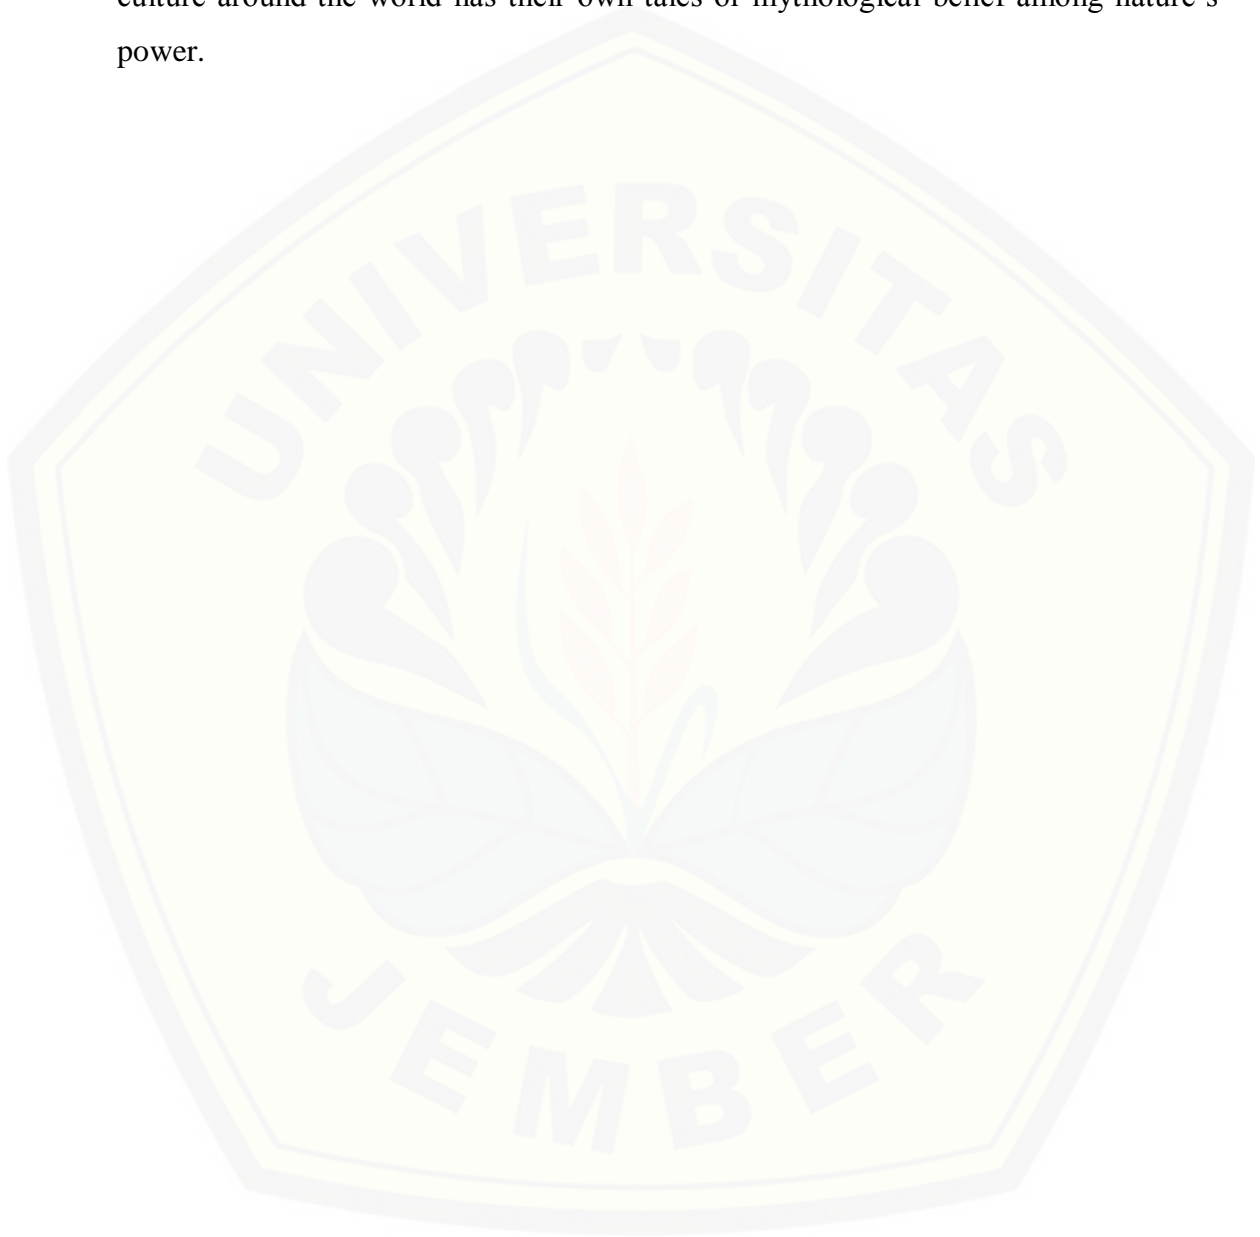 culture around the world has their own tales of mythological belief among nature's
power.
UNIVERSITAS
JEMBER